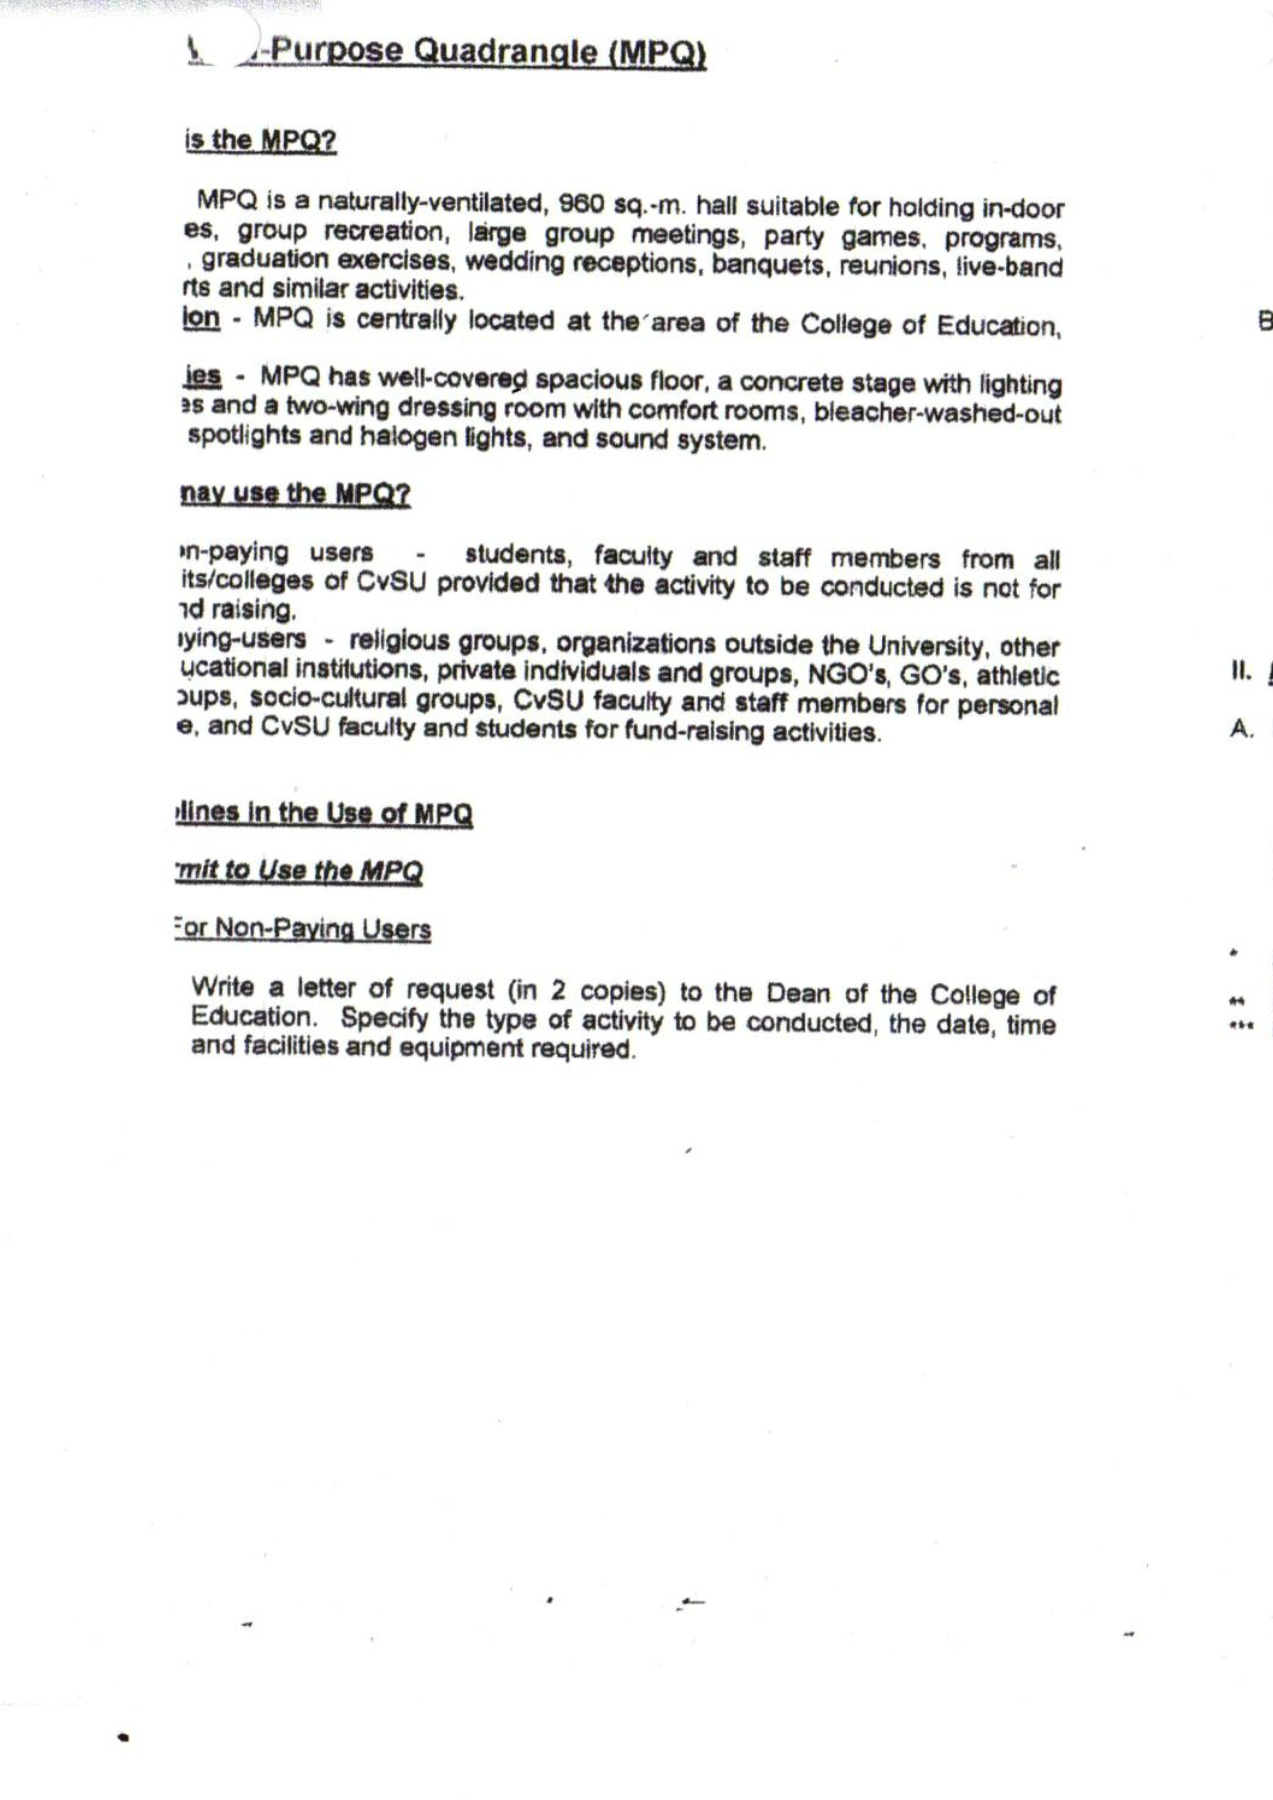 -Purpose Quadrangle (MPQ)
is the MPQ?
MPQ is a naturally-ventilated, 960 sq.-m. hall suitable for holding in-door
es, group recreation, large group meetings, party games, programs,
, graduation exercises, wedding receptions, banquets, reunions, live-band
rts and similar activities.
ion - MPQ is centrally located at the area of the College of Education,
B
ies - MPQ has well-covered spacious floor, a concrete stage with lighting
es and a two-wing dressing room with comfort rooms, bleacher-washed-out
spotlights and halogen lights, and sound system.
may use the MPQ?
n-paying users - students, faculty and staff members from all
its/colleges of CvSU provided that the activity to be conducted is not for
nd raising.
ying-users - religious groups, organizations outside the University, other
ucational institutions, private individuals and groups, NGO's, GO's, athletic
II.
oups, socio-cultural groups, CvSU faculty and staff members for personal
e, and CvSU faculty and students for fund-raising activities.
A.
lines in the Use of MPQ
mit to Use the MPQ
For Non-Paying Users
*
Write a letter of request (in 2 copies) to the Dean of the College of
**
Education. Specify the type of activity to be conducted, the date, time
***
and facilities and equipment required.